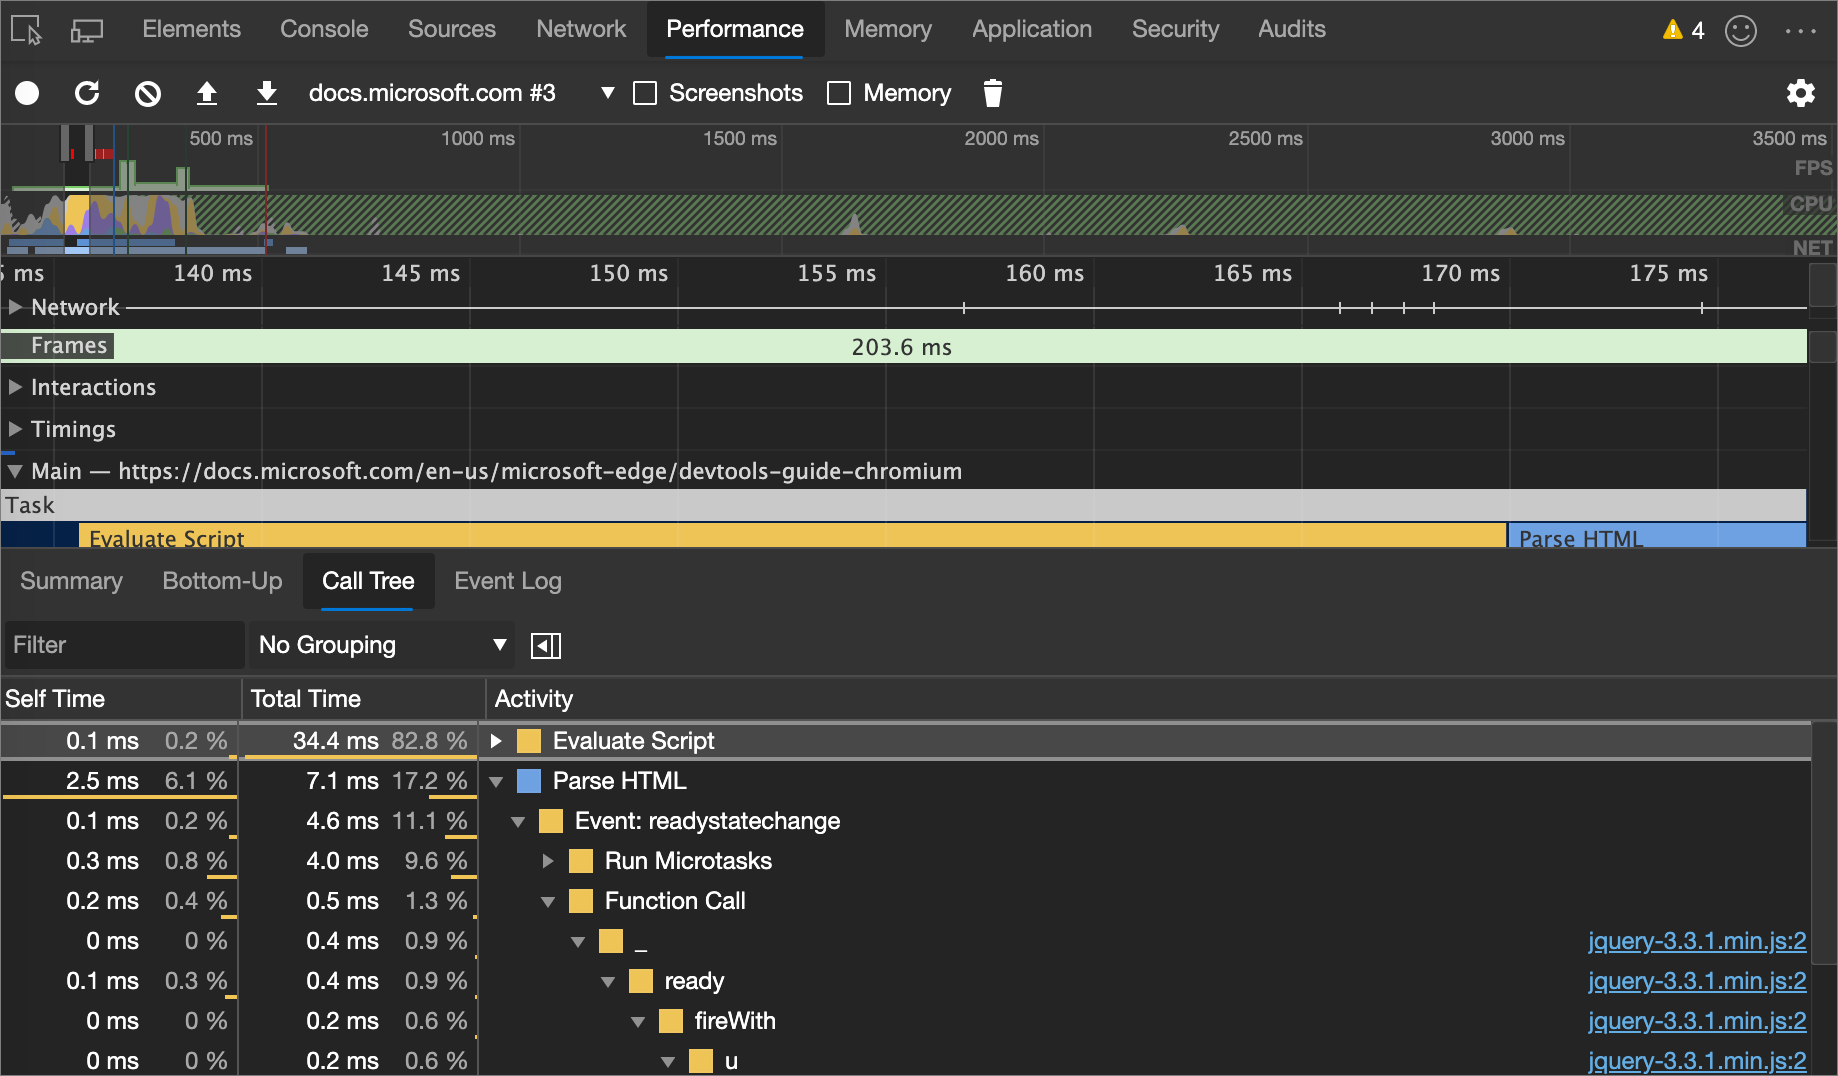 Elements Console Sources Network Performance Memory Application Security Audits 4
docs.microsoft.com #3 Screenshots Memory
500 ms 1000 ms 1500 ms 2000 ms 2500 ms 3000 ms 3500 ms
FPS
CPU
NET
5 ms 140 ms 145 ms 150 ms 155 ms 160 ms 165 ms 170 ms 175 ms
Network
Frames 203.6 ms
Interactions
Timings
Main — https://docs.microsoft.com/en-us/microsoft-edge/devtools-guide-chromium
Task
Evaluate Script Parse HTML
Summary Bottom-Up Call Tree Event Log
Filter No Grouping
Self Time Total Time Activity
0.1 ms 0.2 % 34.4 ms 82.8 % Evaluate Script
2.5 ms 6.1 % 7.1 ms 17.2 % Parse HTML
0.1 ms 0.2 % 4.6 ms 11.1 % Event: readystatechange
0.3 ms 0.8 % 4.0 ms 9.6 % Run Microtasks
0.2 ms 0.4 % 0.5 ms 1.3 % Function Call
0 ms 0 % 0.4 ms 0.9 % _ jquery-3.3.1.min.js:2
0.1 ms 0.3 % 0.4 ms 0.9 % ready jquery-3.3.1.min.js:2
0 ms 0 % 0.2 ms 0.6 % fireWith jquery-3.3.1.min.js:2
0 ms 0 % 0.2 ms 0.6 % u jquery-3.3.1.min.js:2